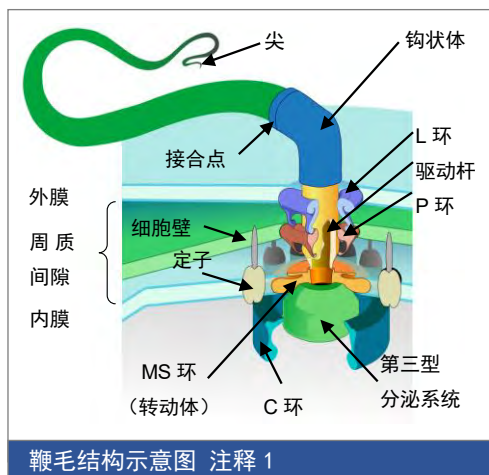 尖
钩状体
接合点
L 环
驱动杆
P 环
外膜
周 质
间隙
内膜
细胞壁
定子
MS 环
（转动体）
C 环
第三型
分泌系统
鞭毛结构示意图 注释 1